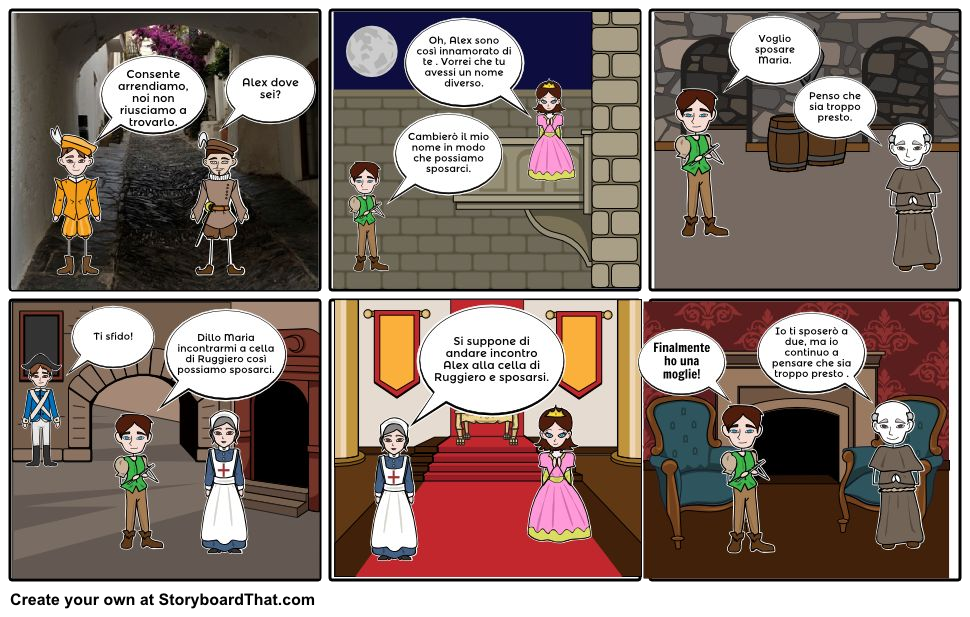 Consente
arrendiamo,
noi non
riusciamo a
trovarlo.
Alex dove
sei?
Oh, Alex sono
così innamorato di
te . Vorrei che tu
avessi un nome
diverso.
Cambierò il mio
nome in modo
che possiamo
sposarci.
Voglio
sposare
Maria.
Penso che
sia troppo
presto.
Ti sfido!
Dillo Maria
incontrarmi a cella
di Ruggiero così
possiamo sposarci.
Si suppone di
andare incontro
Alex alla cella di
Ruggiero e sposarsi.
Finalmente
ho una
moglie!
Io ti sposerò a
due, ma io
continuo a
pensare che sia
troppo presto .
Create your own at StoryboardThat.com